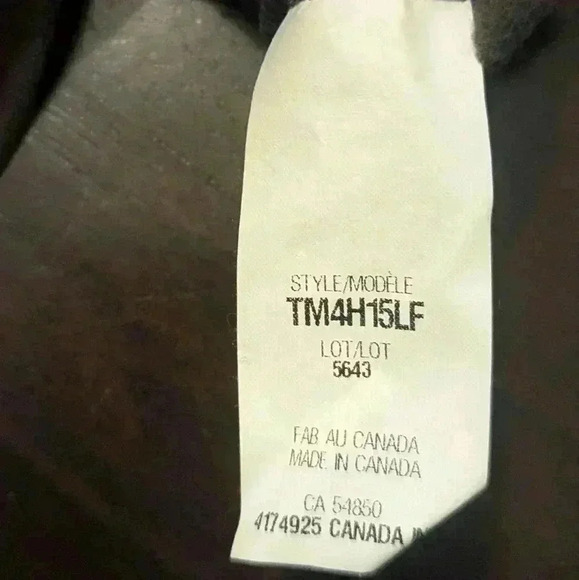 STYLE/MODÈLE
TM4H15LF
LOT/LOT
5643
FAB AU CANADA
MADE IN CANADA
CA 54850
4174925 CANADA